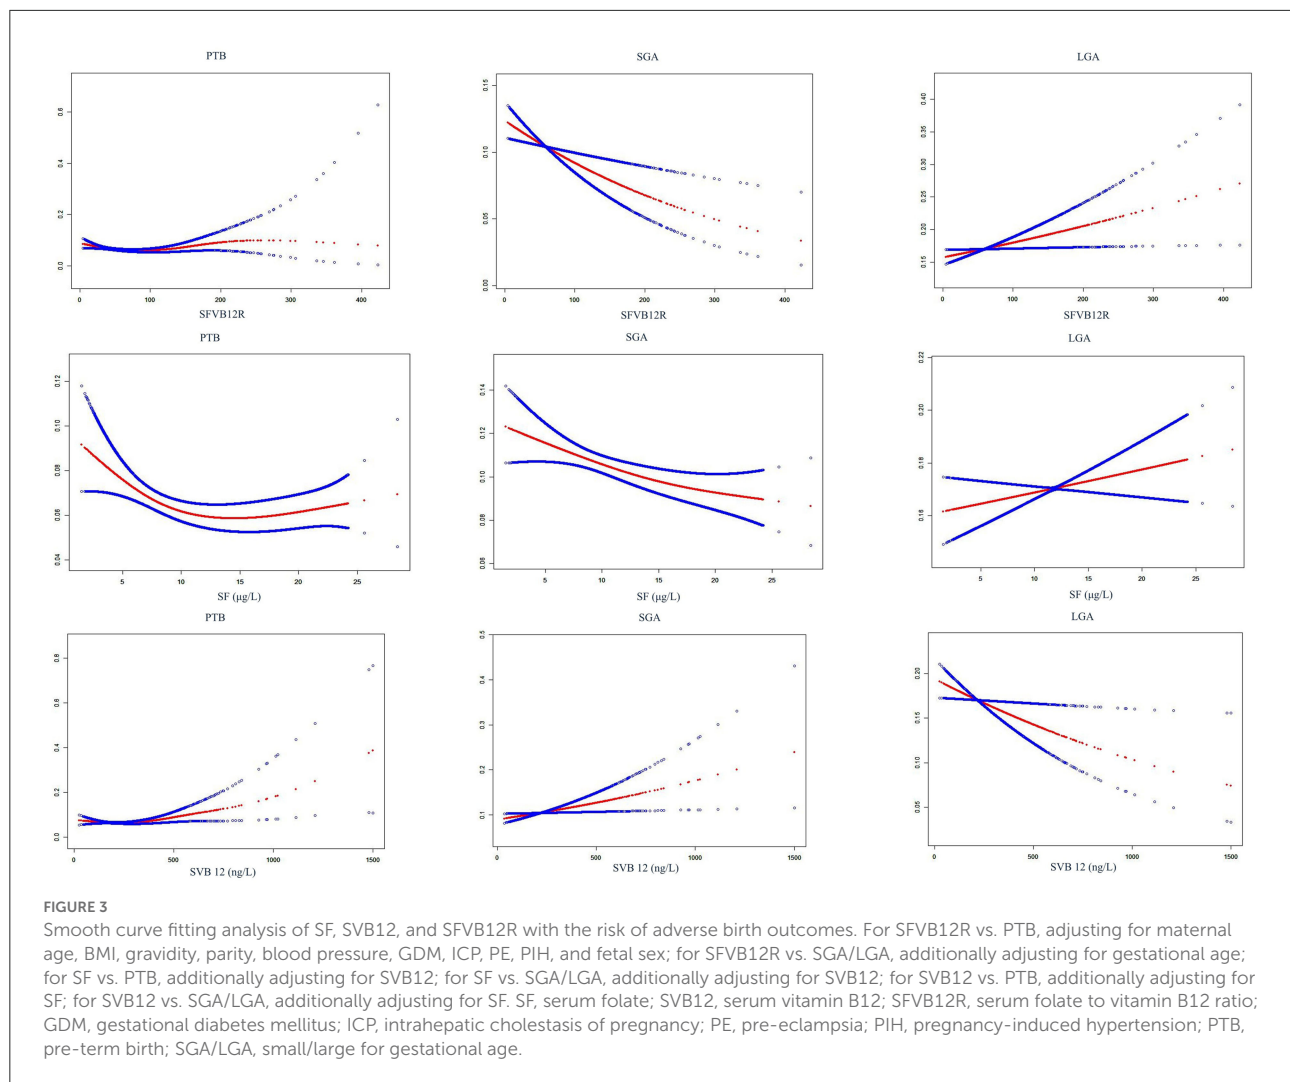 PTB
SGA
LGA
0.0
0.2
0.4
0.6
0 100 200 300 400
SFVB12R
0.00
0.05
0.10
0.15
0 100 200 300 400
SFVB12R
0.15
0.20
0.25
0.30
0.35
0.40
0 100 200 300 400
SFVB12R
PTB
SGA
LGA
0.04
0.06
0.08
0.10
0.12
5 10 15 20 25
SF (μg/L)
0.06
0.08
0.10
0.12
0.14
5 10 15 20 25
SF (μg/L)
0.16
0.18
0.20
0.22
5 10 15 20 25
SF (μg/L)
PTB
SGA
LGA
0.0
0.2
0.4
0.6
0.8
0 500 1000 1500
SVB 12 (ng/L)
0.1
0.2
0.3
0.4
0.5
0 500 1000 1500
SVB 12 (ng/L)
0.05
0.10
0.15
0.20
0 500 1000 1500
SVB 12 (ng/L)
FIGURE 3
Smooth curve fitting analysis of SF, SVB12, and SFVB12R with the risk of adverse birth outcomes. For SFVB12R vs. PTB, adjusting for maternal
age, BMI, gravidity, parity, blood pressure, GDM, ICP, PE, PIH, and fetal sex; for SFVB12R vs. SGA/LGA, additionally adjusting for gestational age;
for SF vs. PTB, additionally adjusting for SVB12; for SF vs. SGA/LGA, additionally adjusting for SVB12; for SVB12 vs. PTB, additionally adjusting for
SF; for SVB12 vs. SGA/LGA, additionally adjusting for SF. SF, serum folate; SVB12, serum vitamin B12; SFVB12R, serum folate to vitamin B12 ratio;
GDM, gestational diabetes mellitus; ICP, intrahepatic cholestasis of pregnancy; PE, pre-eclampsia; PIH, pregnancy-induced hypertension; PTB,
pre-term birth; SGA/LGA, small/large for gestational age.